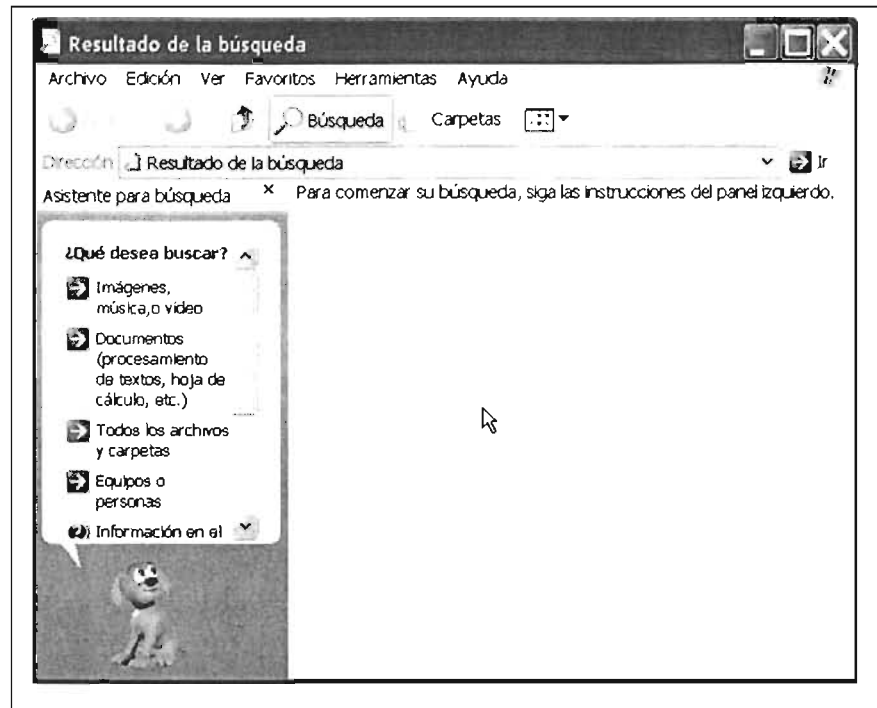 Resultado de la búsqueda
Archivo Edición Ver Favoritos Herramientas Ayuda
Búsqueda Carpetas
Dirección Resultado de la búsqueda Ir
Asistente para búsqueda × Para comenzar su búsqueda, siga las instrucciones del panel izquierdo.
¿Qué desea buscar?
Imágenes,
música,o vídeo
Documentos
(procesamiento
de textos, hoja de
cálculo, etc.)
Todos los archivos
y carpetas
Equipos o
personas
Información en el